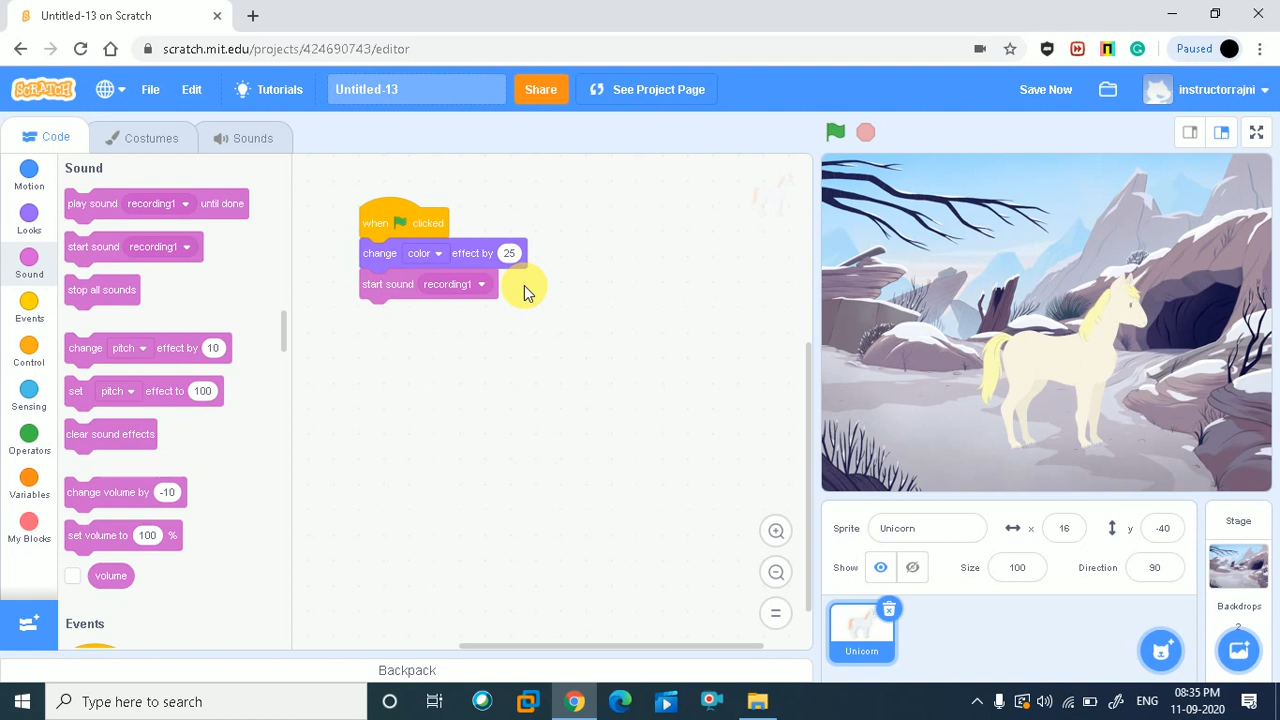 Untitled-13 on Scratch
scratch.mit.edu/projects/424690743/editor
Paused
SCRATCH
File
Edit
Tutorials
Untitled-13
Share
See Project Page
Save Now
instructorrajni
Code
Costumes
Sounds
Motion
Looks
Sound
Events
Control
Sensing
Operators
Variables
My Blocks
Sound
play sound recording1 until done
start sound recording1
stop all sounds
change pitch effect by 10
set pitch effect to 100
clear sound effects
change volume by -10
set volume to 100 %
volume
Events
when clicked
change color effect by 25
start sound recording1
Backpack
Sprite Unicorn x 16 y -40
Show Size 100 Direction 90
Unicorn
Stage
Backdrops
2
Type here to search
ENG
08:35 PM
11-09-2020